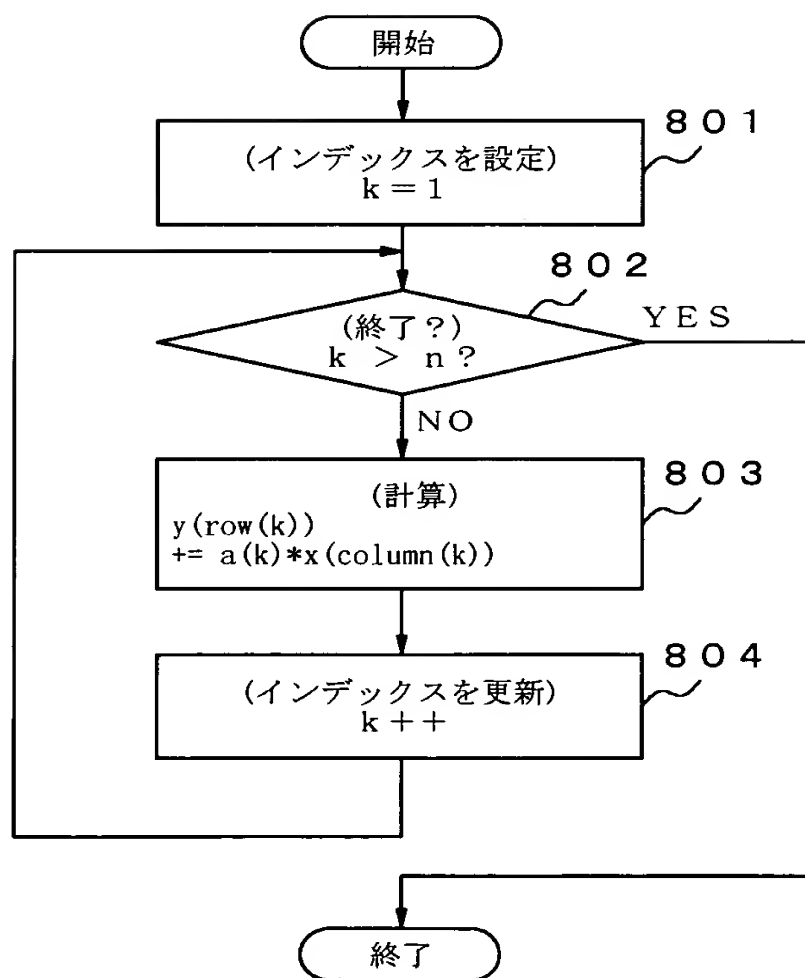 開始
801
(インデックスを設定)
k = 1
802
(終了?)
k > n ?
YES
NO
803
(計算)
y(row(k))
+= a(k)*x(column(k))
804
(インデックスを更新)
k + +
終了